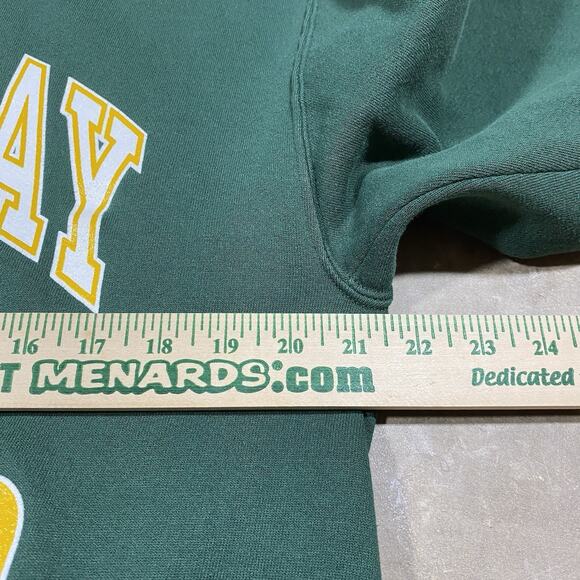 AY
16 17 18 19 20 21 22 23 24
T MENARDS.com Dedicated